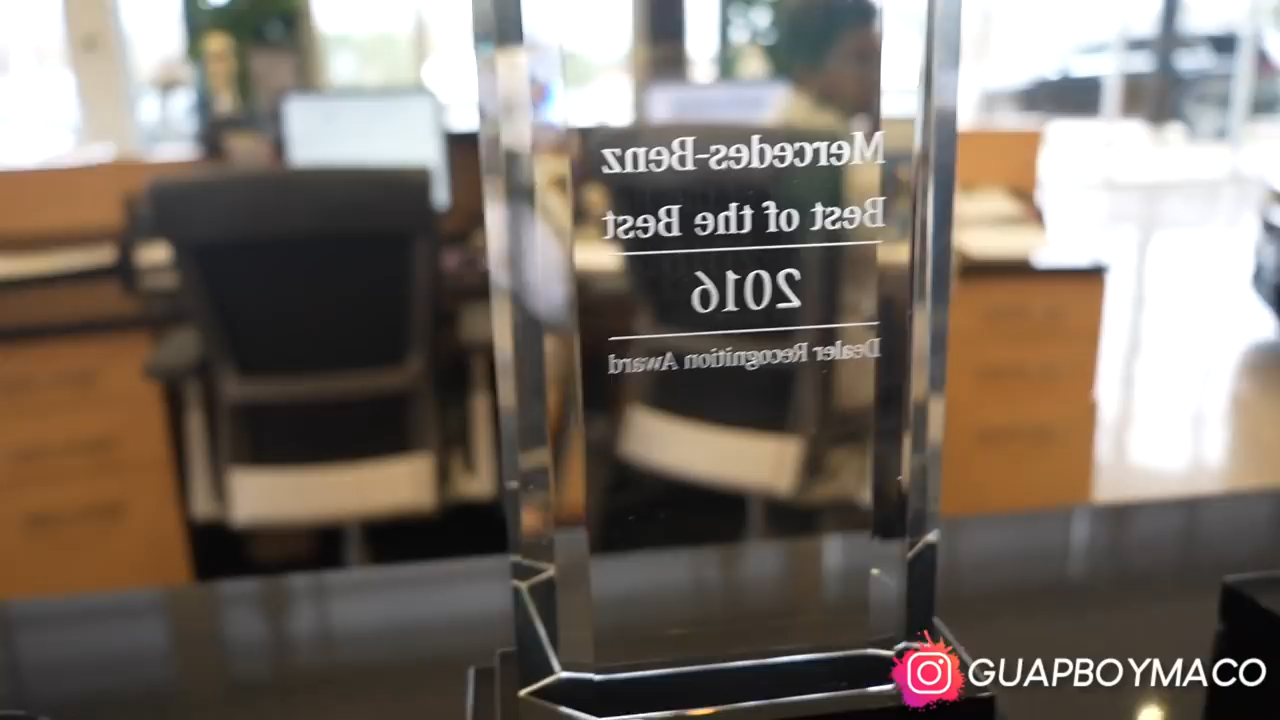 Mercedes-Benz
Best of the Best
2016
Dealer Recognition Award
GUAPBOYMACO